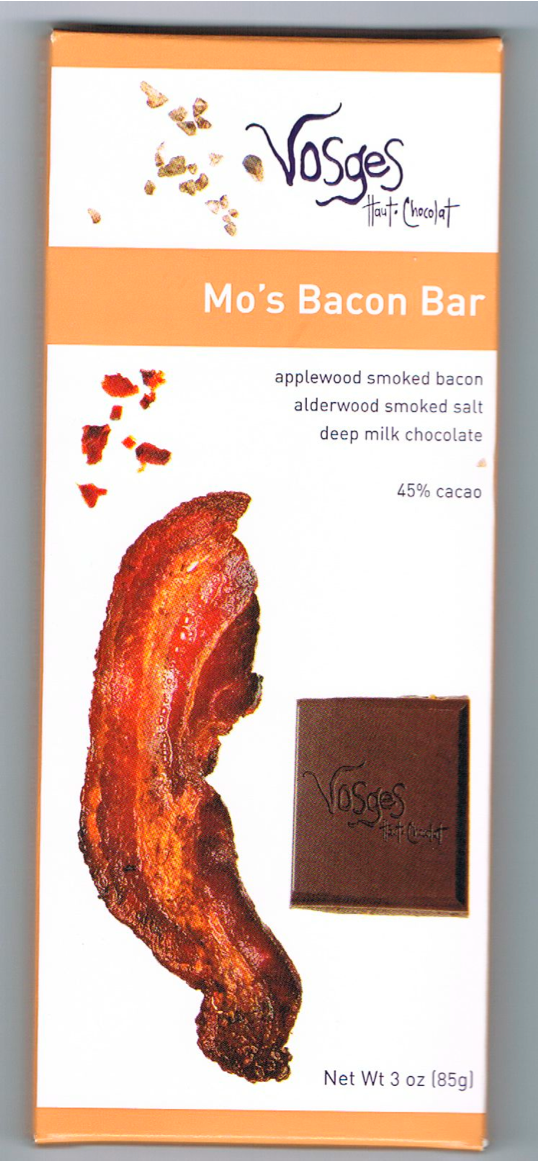 Vosges
Haut·Chocolat
Mo's Bacon Bar
applewood smoked bacon
alderwood smoked salt
deep milk chocolate
45% cacao
Vosges
Haut·Chocolat
Net Wt 3 oz (85g)